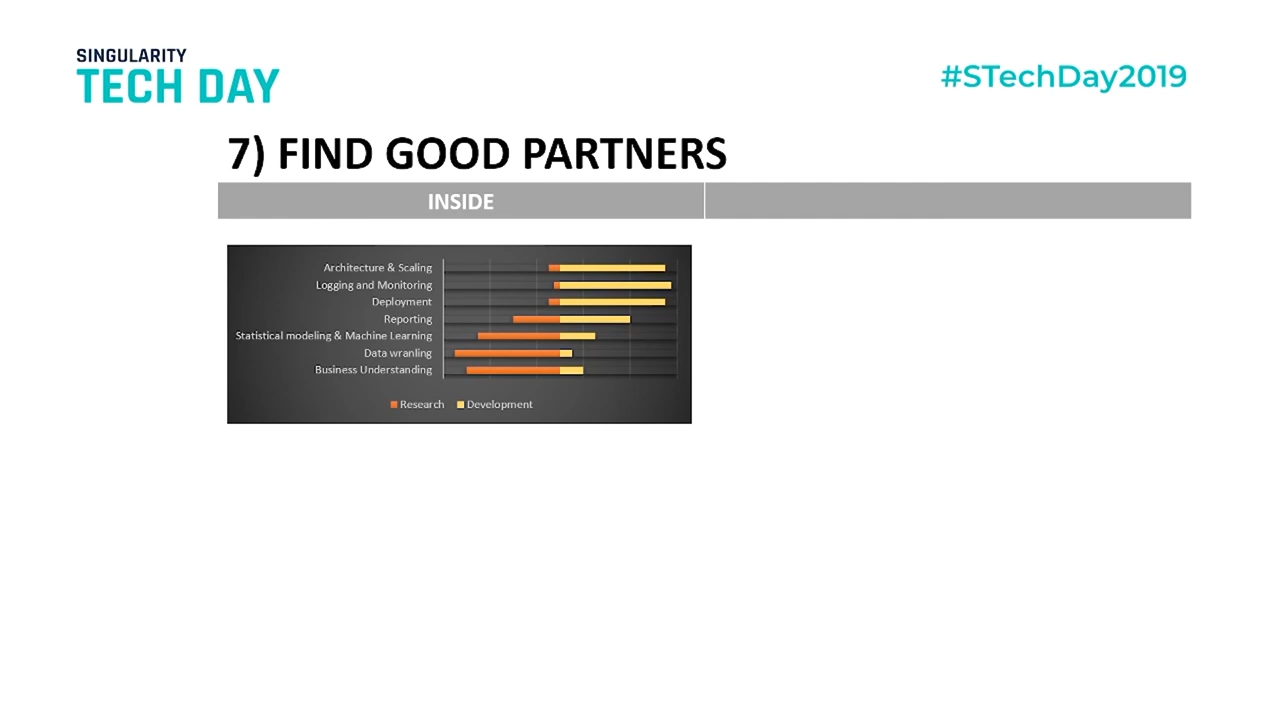 SINGULARITY
TECH DAY
#STechDay2019
7) FIND GOOD PARTNERS
INSIDE
Architecture & Scaling
Logging and Monitoring
Deployment
Reporting
Statistical modeling & Machine Learning
Data wranling
Business Understanding
Research
Development